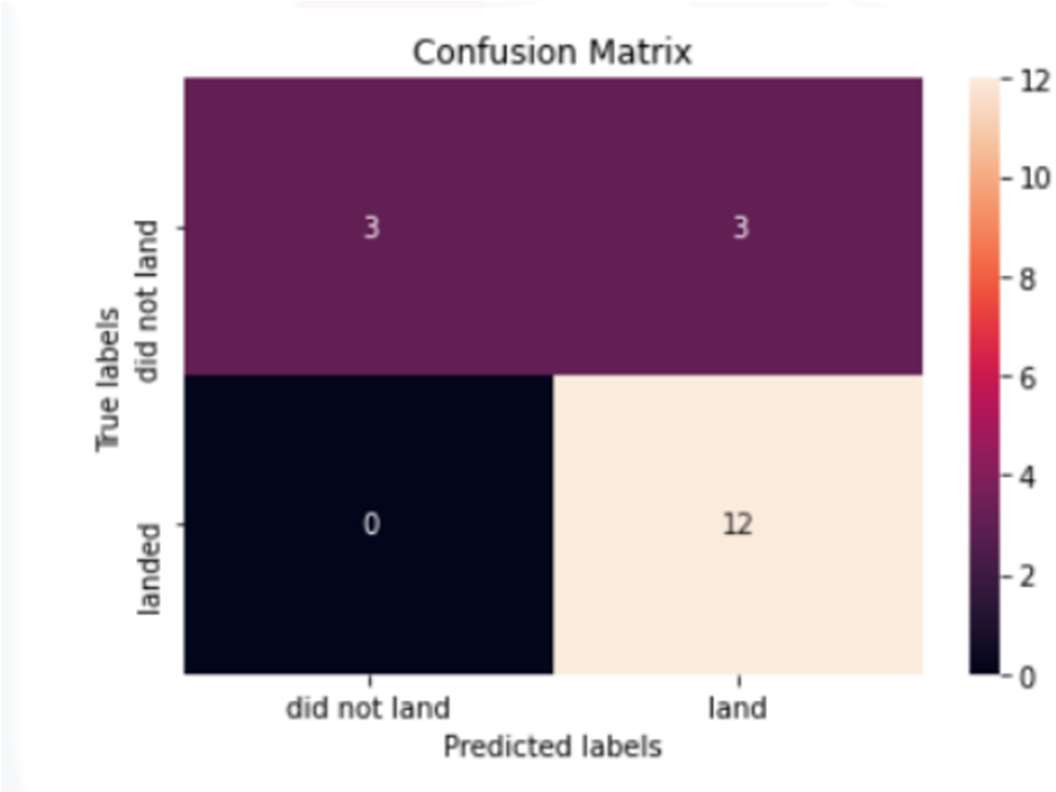 Confusion Matrix
True labels
did not land
landed
3
3
0
12
did not land
land
Predicted labels
12
10
8
6
4
2
0